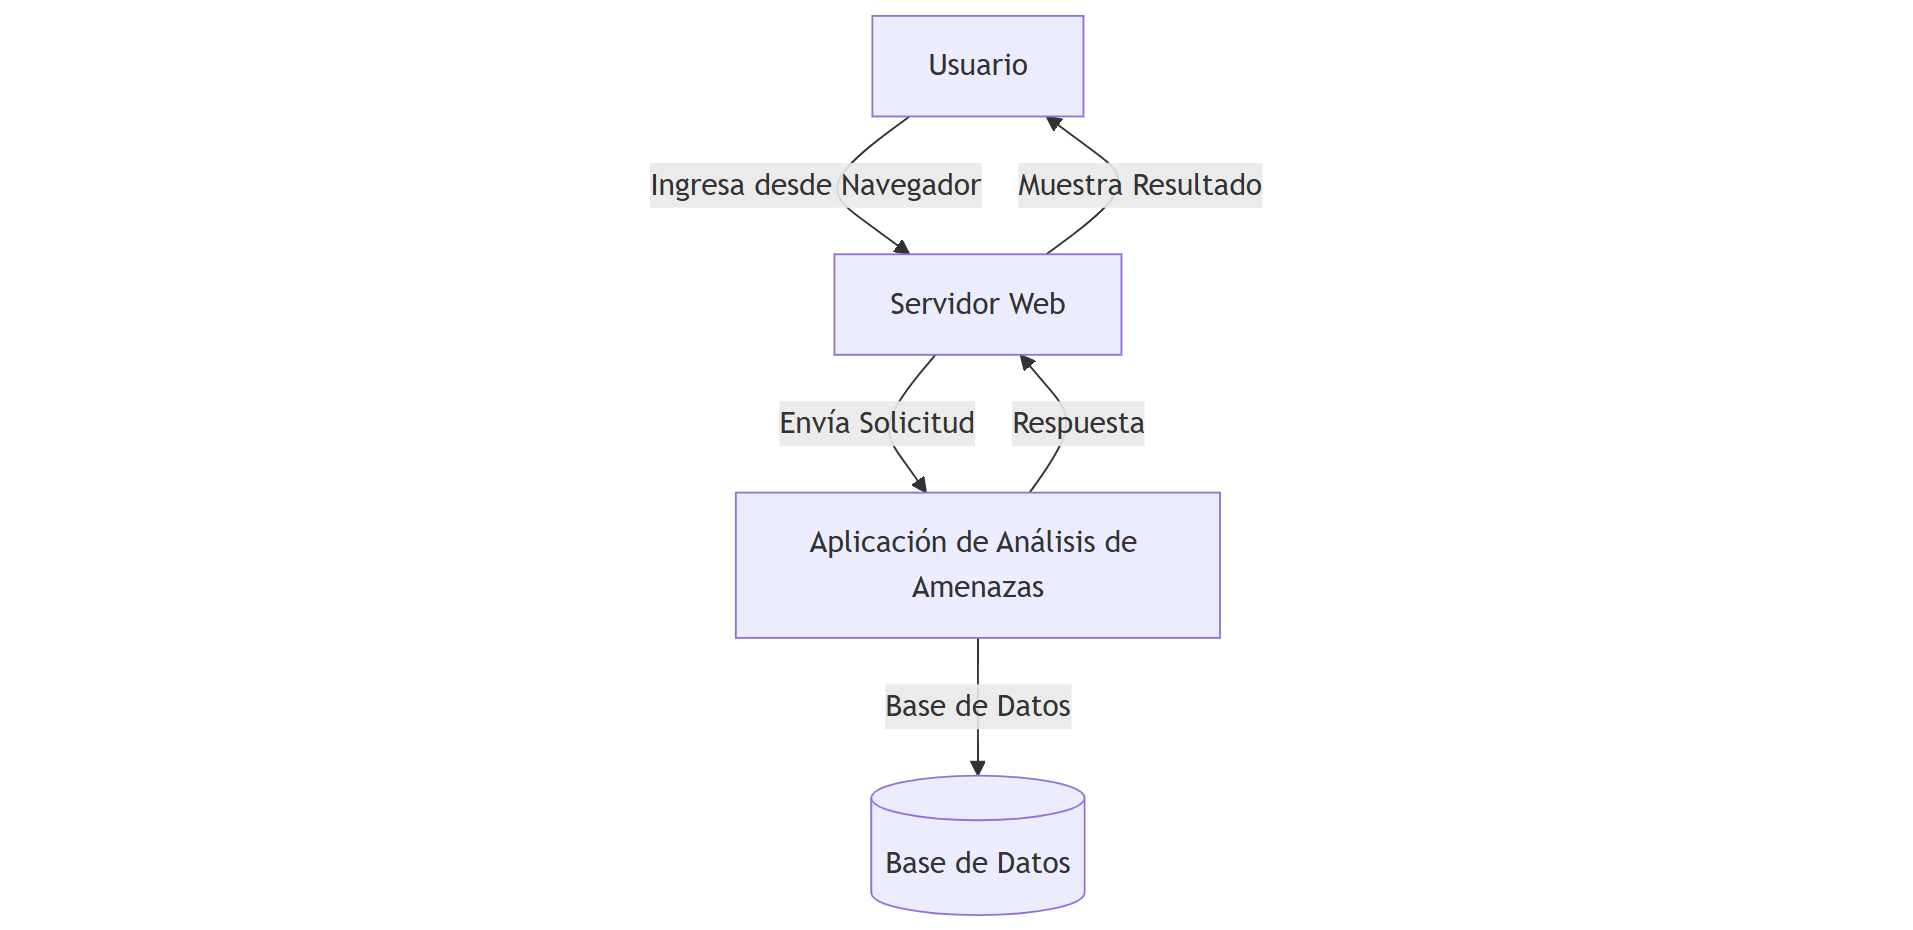 Usuario
Ingresa desde Navegador
Muestra Resultado
Servidor Web
Envía Solicitud
Respuesta
Aplicación de Análisis de
Amenazas
Base de Datos
Base de Datos